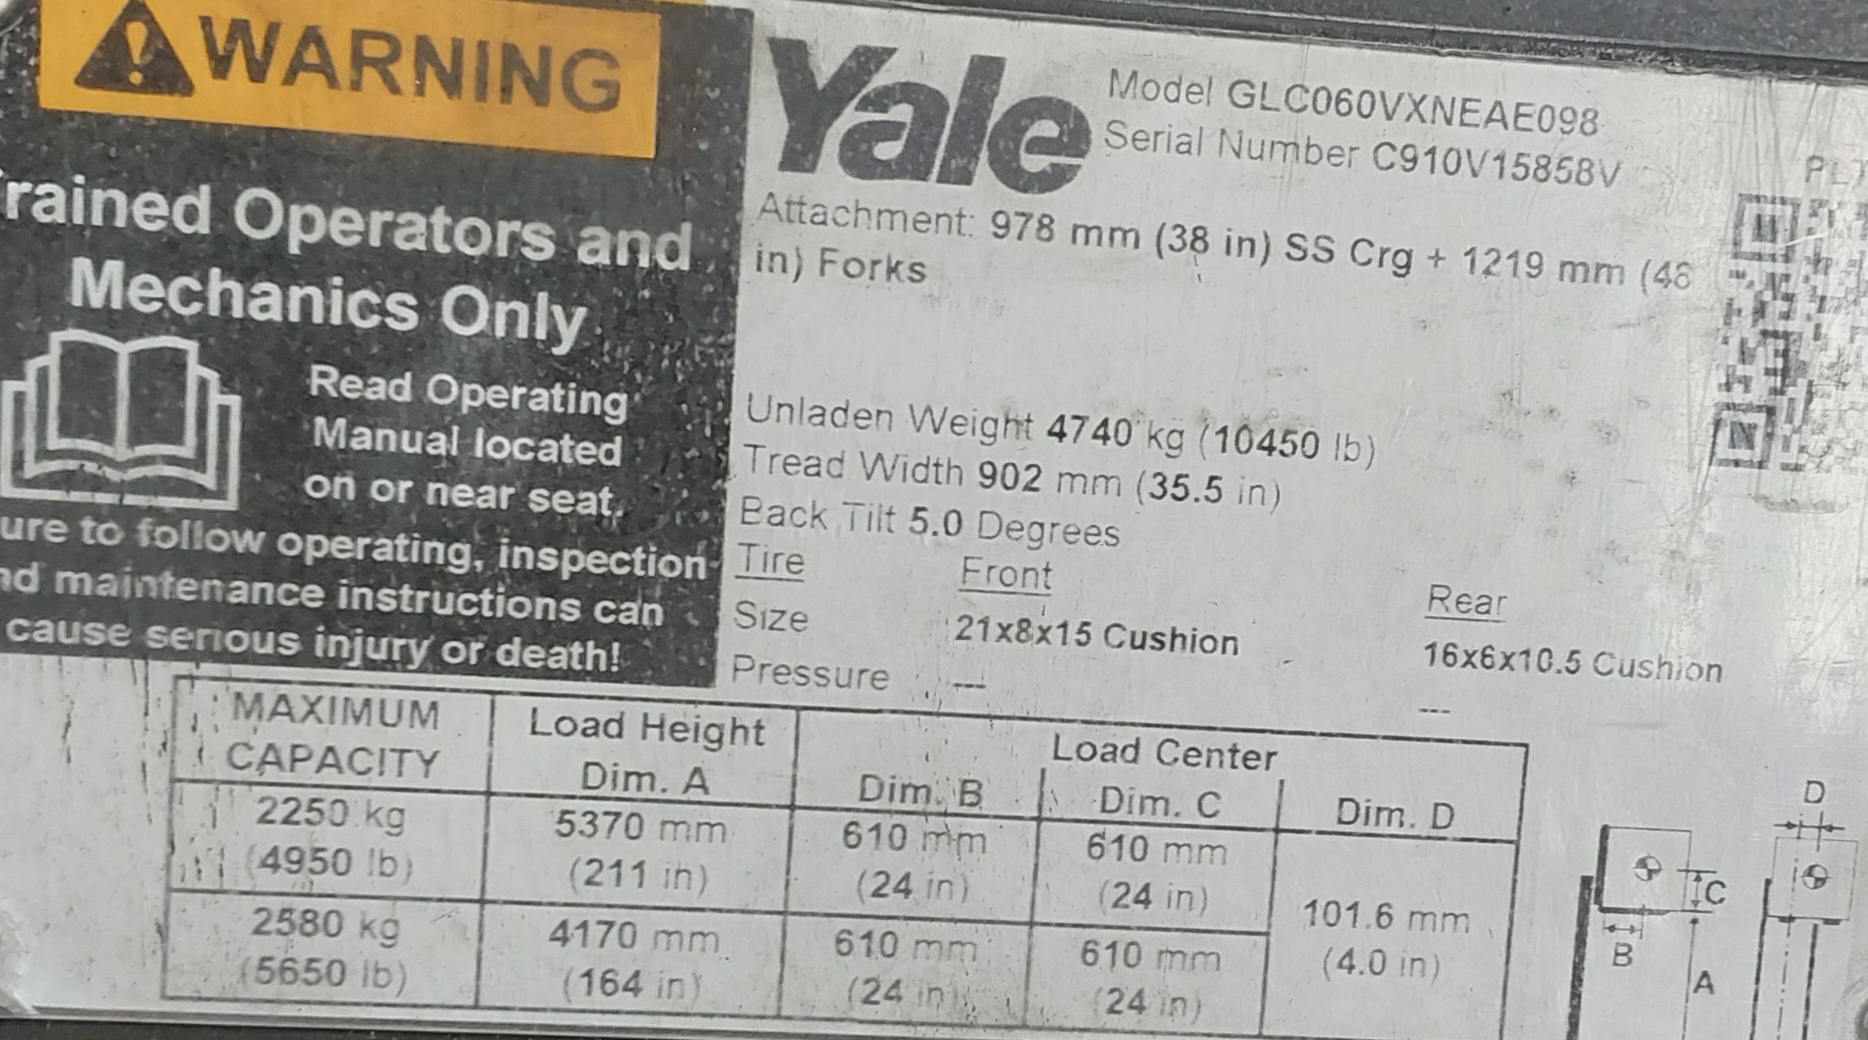 WARNING
Trained Operators and
Mechanics Only
Read Operating
Manual located
on or near seat.
ure to follow operating, inspection
nd maintenance instructions can
cause serious injury or death!
Yale
Model GLC060VXNEAE098
Serial Number C910V15858V
PLT
Attachment: 978 mm (38 in) SS Crg + 1219 mm (48
in) Forks
Unladen Weight 4740 kg (10450 lb)
Tread Width 902 mm (35.5 in)
Back Tilt 5.0 Degrees
Tire Front Rear
Size 21x8x15 Cushion 16x6x10.5 Cushion
Pressure --- ---
MAXIMUM CAPACITY Load Height Dim. A Load Center
Dim. B Dim. C Dim. D
2250 kg 5370 mm 610 mm 610 mm
(4950 lb) (211 in) (24 in) (24 in)
101.6 mm
(4.0 in)
2580 kg 4170 mm 610 mm 610 mm
(5650 lb) (164 in) (24 in) (24 in)
D
C
B
A